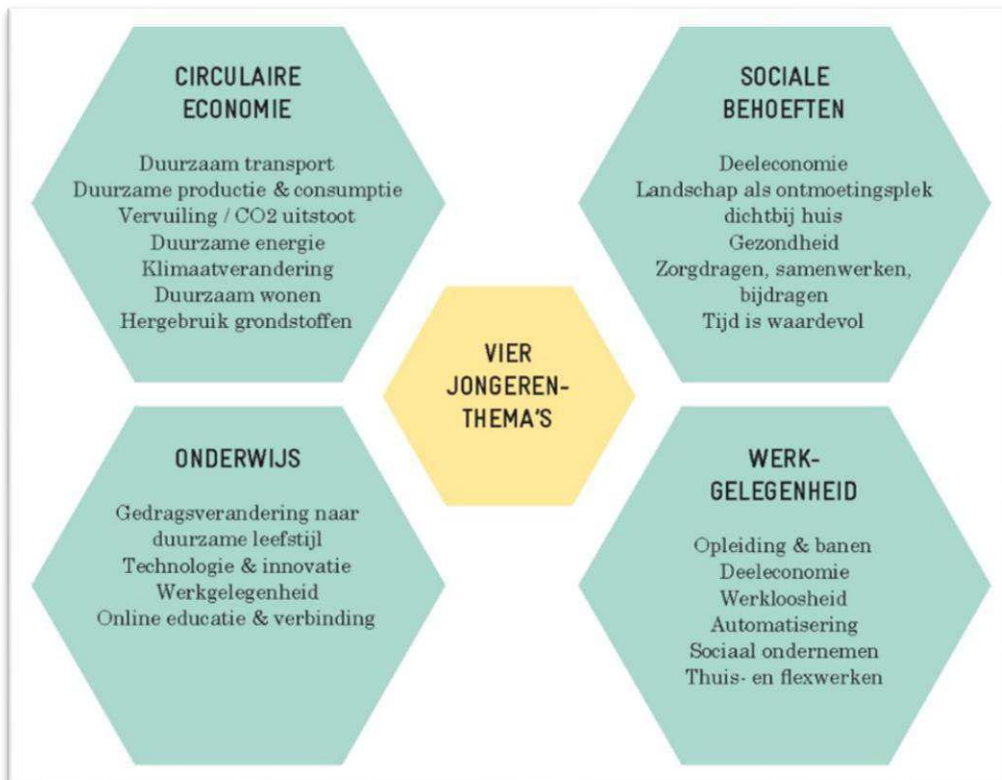 CIRCULAIRE
ECONOMIE
Duurzaam transport
Duurzame productie & consumptie
Vervuiling / CO2 uitstoot
Duurzame energie
Klimaatverandering
Duurzaam wonen
Hergebruik grondstoffen
SOCIALE
BEHOEFTEN
Deeleconomie
Landschap als ontmoetingsplek
dichtbij huis
Gezondheid
Zorgdragen, samenwerken,
bijdragen
Tijd is waardevol
VIER
JONGEREN-
THEMA'S
ONDERWIJS
Gedragsverandering naar
duurzame leefstijl
Technologie & innovatie
Werkgelegenheid
Online educatie & verbinding
WERK-
GELEGENHEID
Opleiding & banen
Deeleconomie
Werkloosheid
Automatisering
Sociaal ondernemen
Thuis- en flexwerken